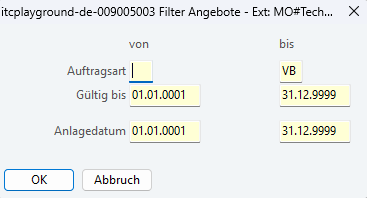 itcplayground-de-009005003 Filter Angebote - Ext: MO#Tech...
von bis
Auftragsart VB
Gültig bis 01.01.0001 31.12.9999
Anlagedatum 01.01.0001 31.12.9999
OK Abbruch